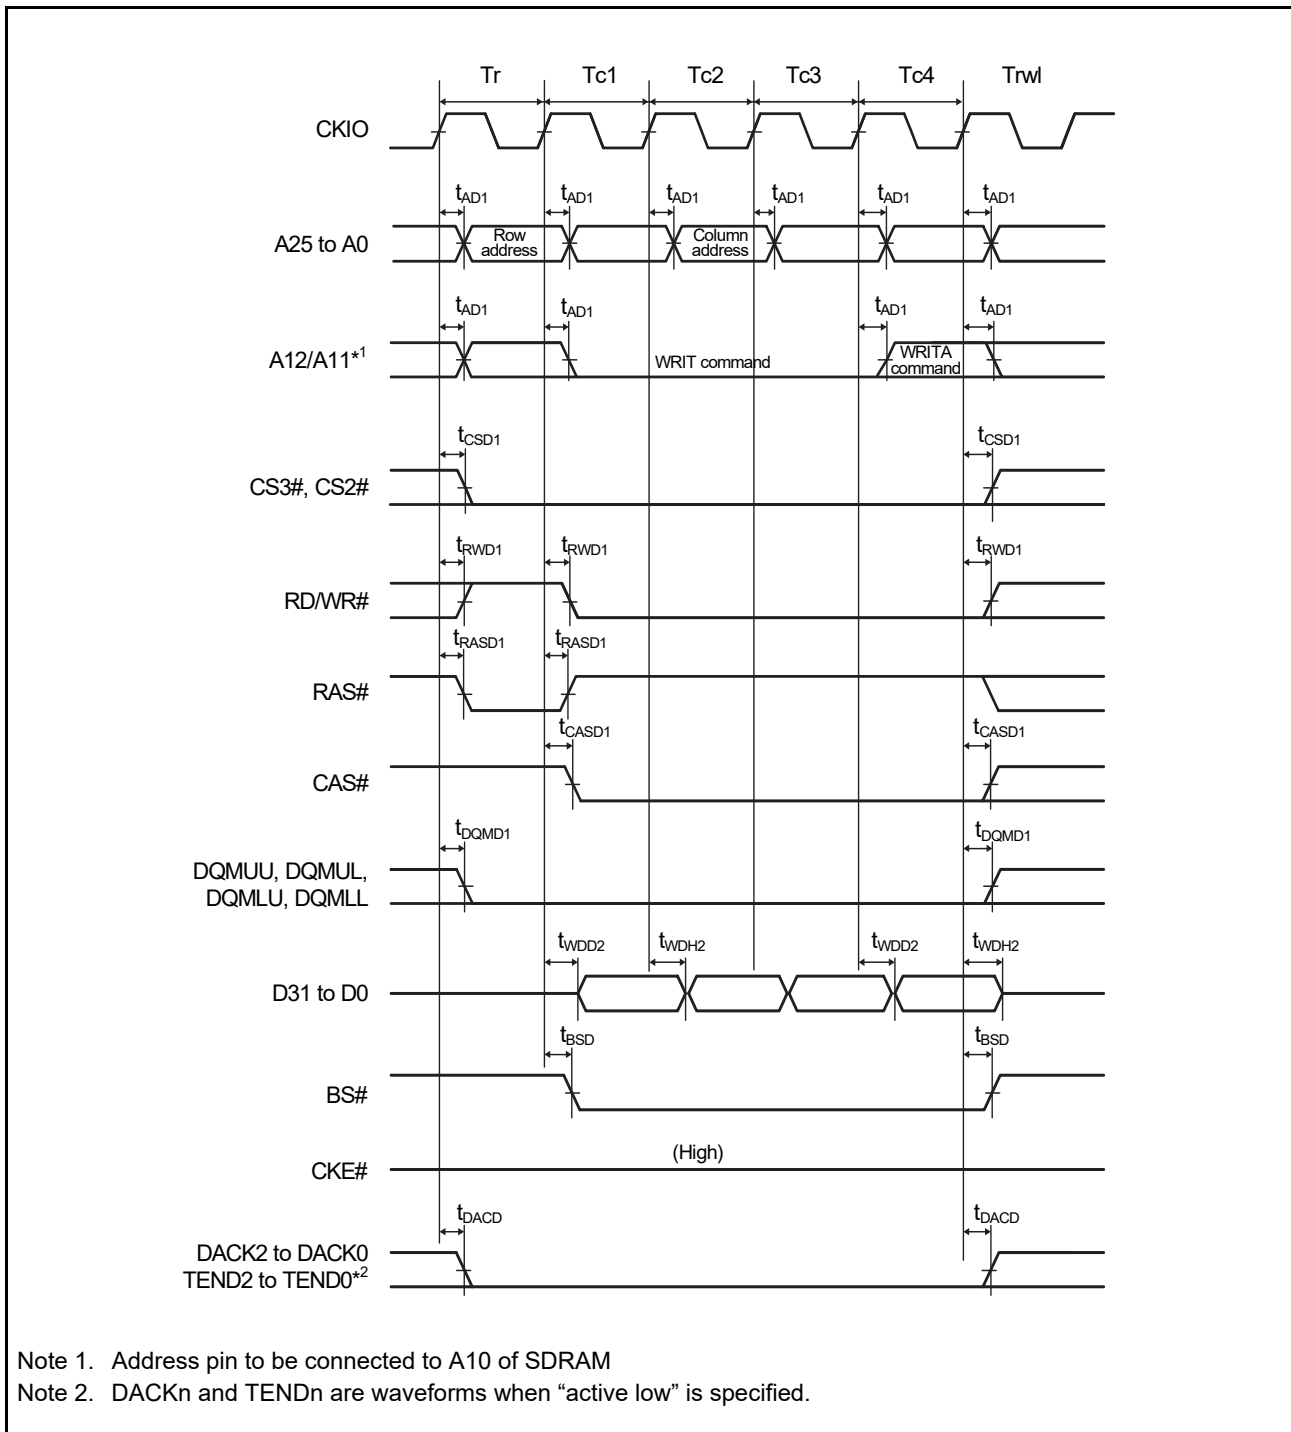 Tr Tc1 Tc2 Tc3 Tc4 Trwl
CKIO
tAD1 tAD1 tAD1 tAD1 tAD1 tAD1
A25 to A0
Row
address
Column
address
tAD1 tAD1 tAD1 tAD1
A12/A11*1
WRIT command
WRITA
command
tCSD1 tCSD1
CS3#, CS2#
tRWD1 tRWD1 tRWD1
RD/WR#
tRASD1 tRASD1
RAS#
tCASD1 tCASD1
CAS#
tDQMD1 tDQMD1
DQMUU, DQMUL,
DQMLU, DQMLL
tWDD2 tWDH2 tWDD2 tWDH2
D31 to D0
tBSD tBSD
BS#
(High)
CKE#
tDACD tDACD
DACK2 to DACK0
TEND2 to TEND0*2
Note 1. Address pin to be connected to A10 of SDRAM
Note 2. DACKn and TENDn are waveforms when “active low” is specified.